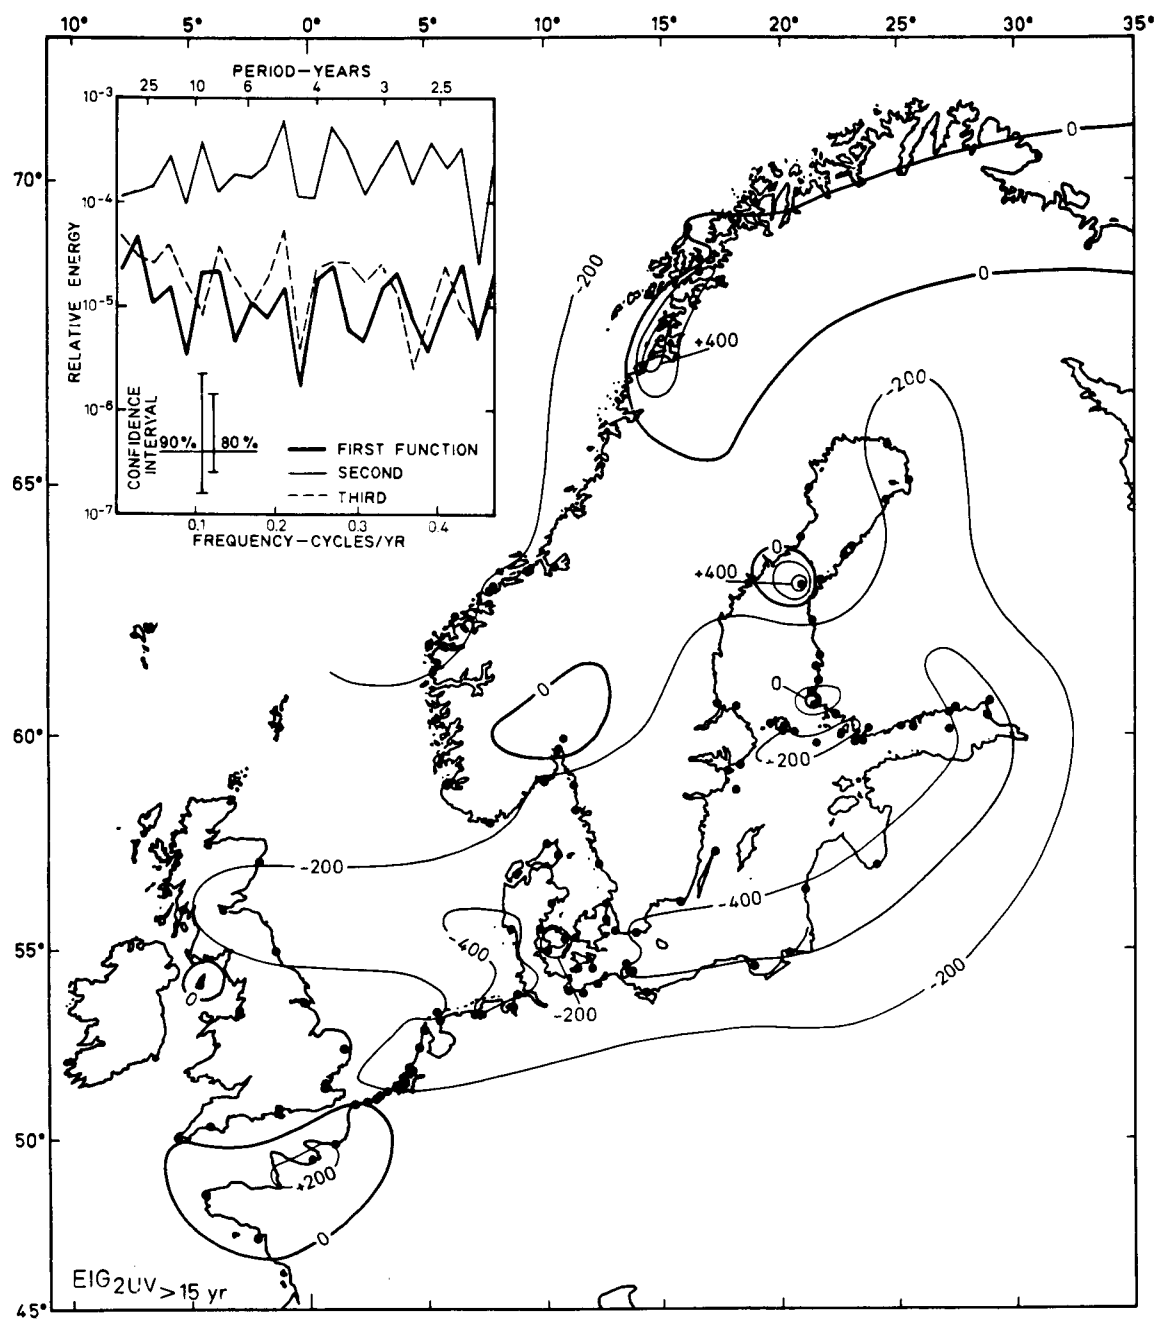 10° 5° 0° 5° 10° 15° 20° 25° 30° 35°
PERIOD—YEARS
25 10 6 4 3 2.5
10-3
10-4
10-5
10-6
10-7
RELATIVE ENERGY
CONFIDENCE
INTERVAL
90% 80%
FIRST FUNCTION
SECOND
THIRD
0.1 0.2 0.3 0.4
FREQUENCY—CYCLES/YR
70°
65°
60°
55°
50°
45°
0
-200
0
+400
-200
0
+400
0
0
-200
-200
-400
-400
-200
0
-200
+200
0
EIG2UV>15 yr